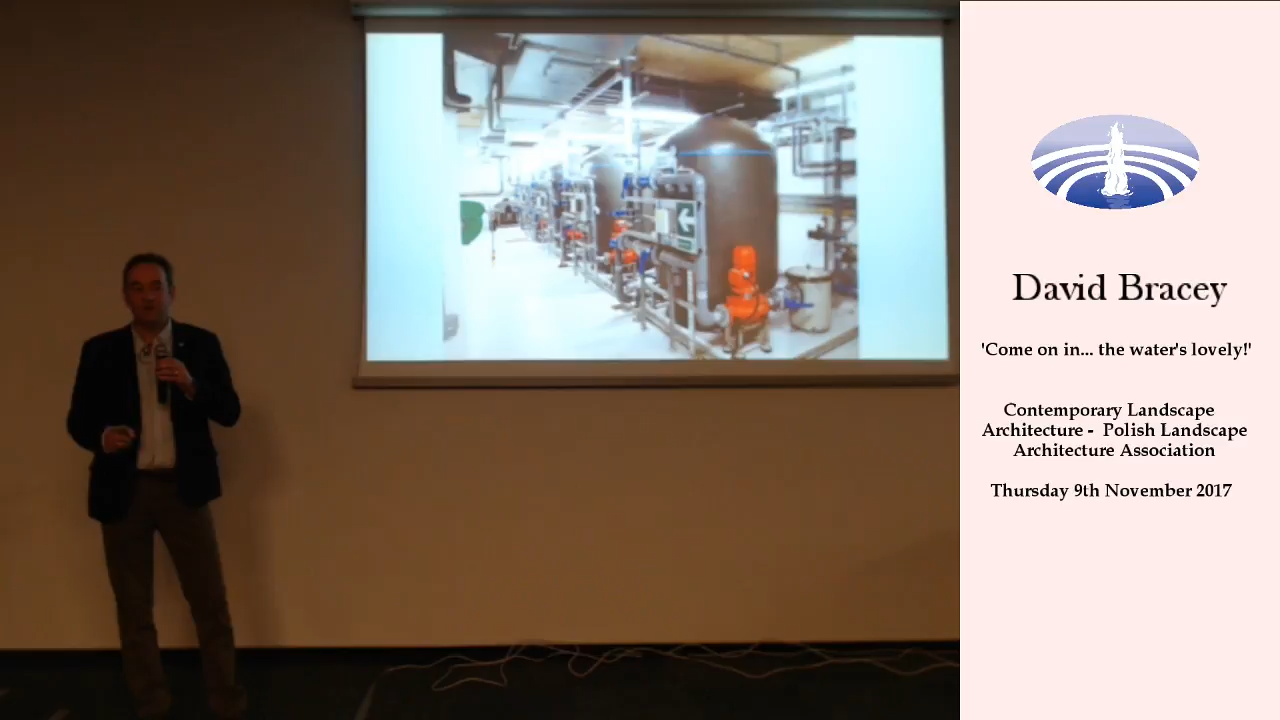 David Bracey
'Come on in... the water's lovely!'
Contemporary Landscape
Architecture - Polish Landscape
Architecture Association
Thursday 9th November 2017